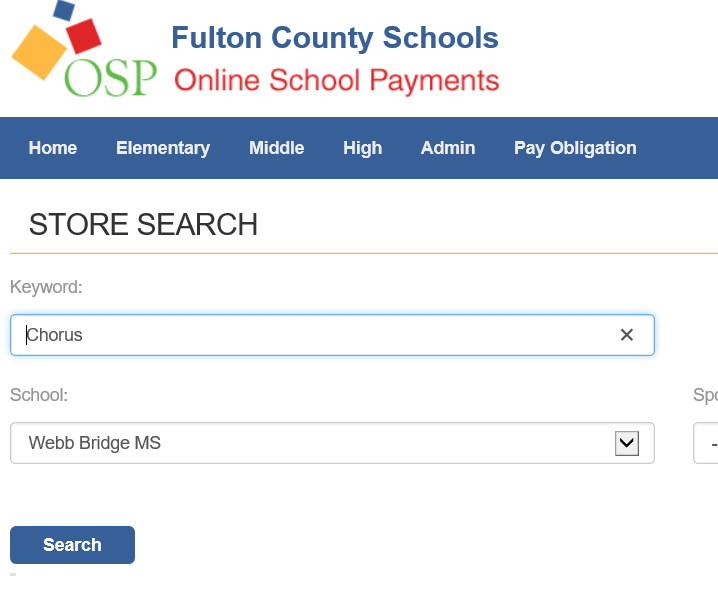 OSP
Fulton County Schools
Online School Payments
Home Elementary Middle High Admin Pay Obligation
STORE SEARCH
Keyword:
Chorus
School: Spo
Webb Bridge MS -
Search